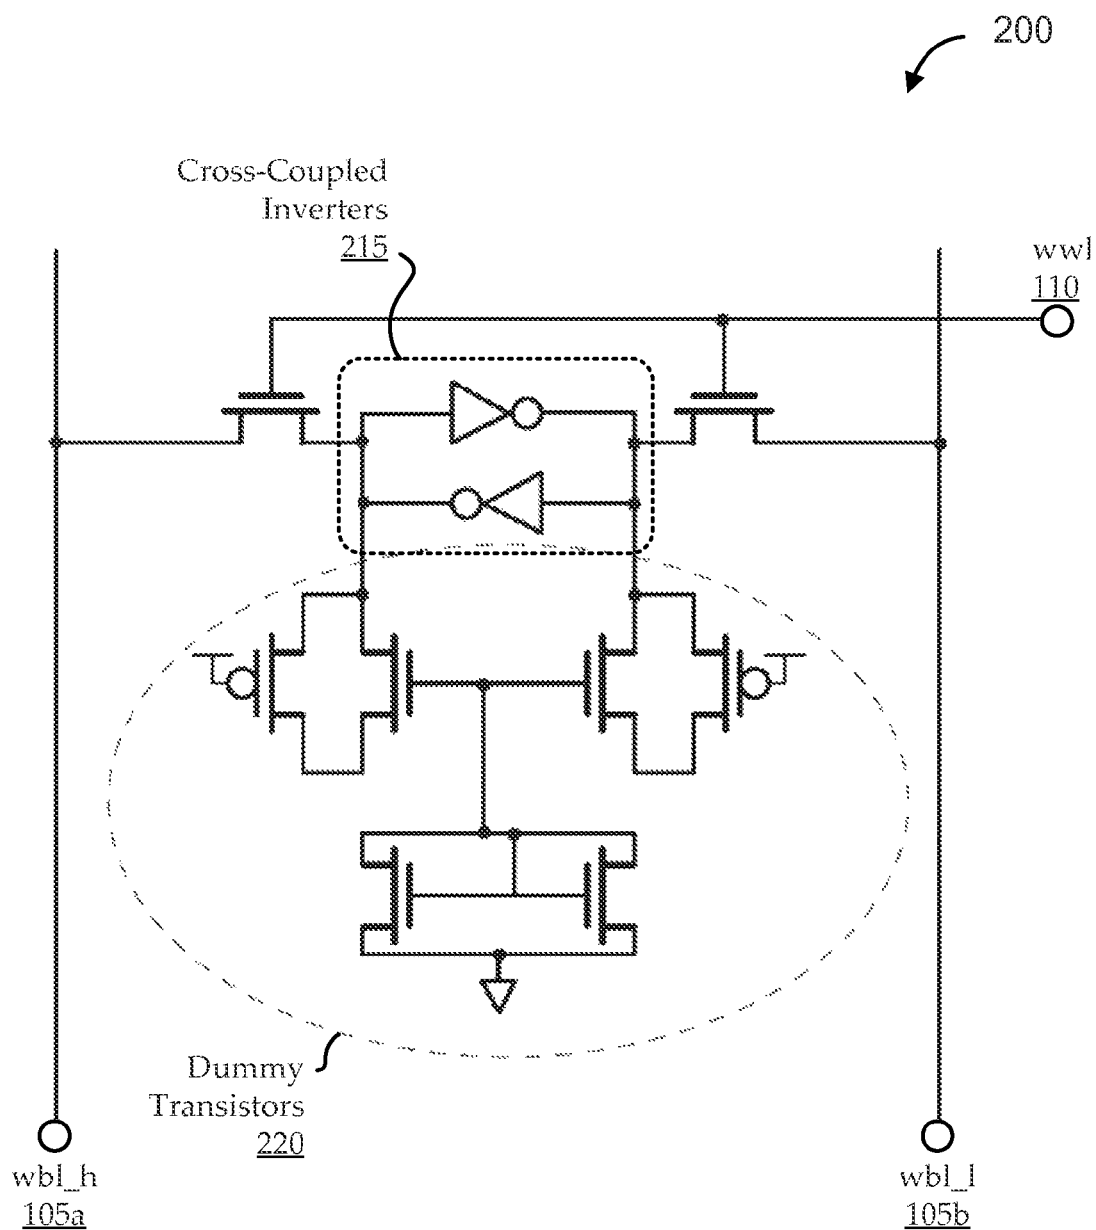 200
Cross-Coupled
Inverters
215
wwl
110
Dummy
Transistors
220
wbl_h
105a
wbl_l
105b